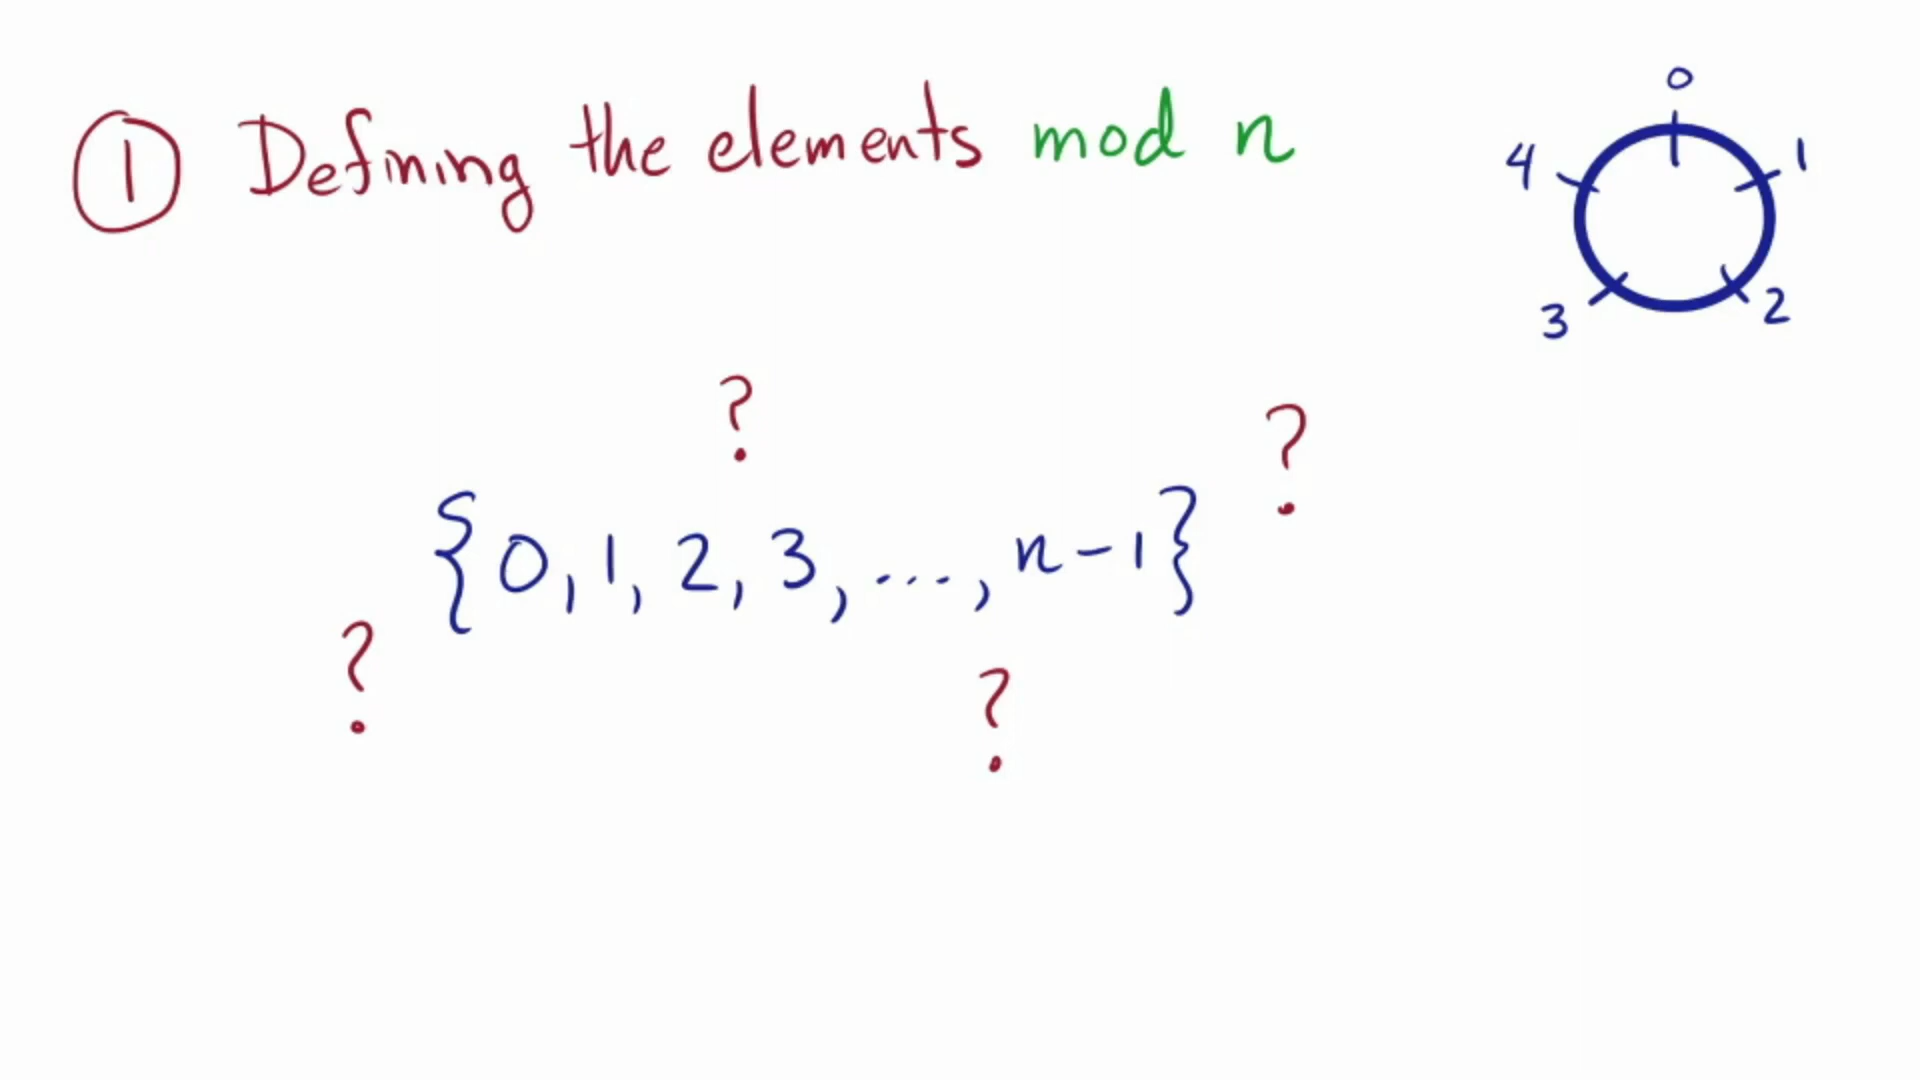 ① Defining the elements mod n
0
4 1
3 2
? ?
{0, 1, 2, 3, ..., n-1}
? ?